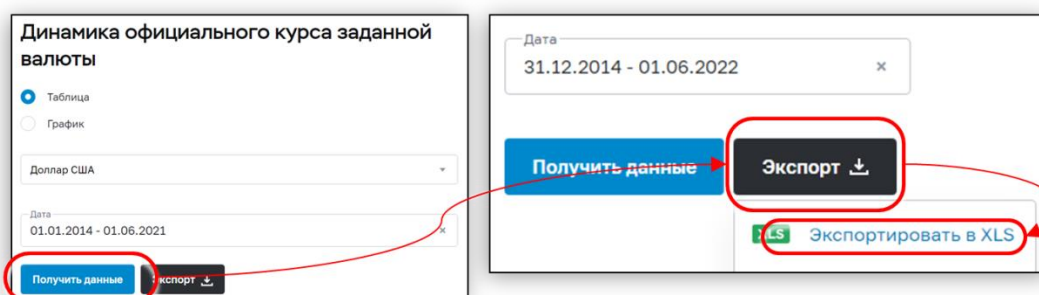 Динамика официального курса заданной
валюты
Таблица
График
Доллар США
Дата
01.01.2014 - 01.06.2021
×
Получить данные
Экспорт
Дата
31.12.2014 - 01.06.2022
×
Получить данные
Экспорт
XLS Экспортировать в XLS